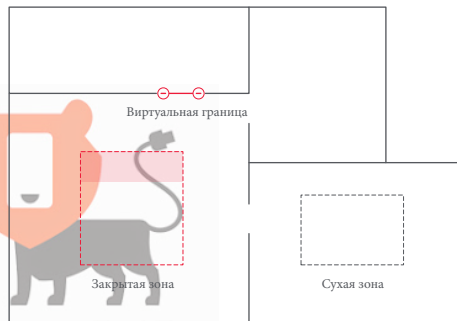 Виртуальная граница
Закрытая зона
Сухая зона